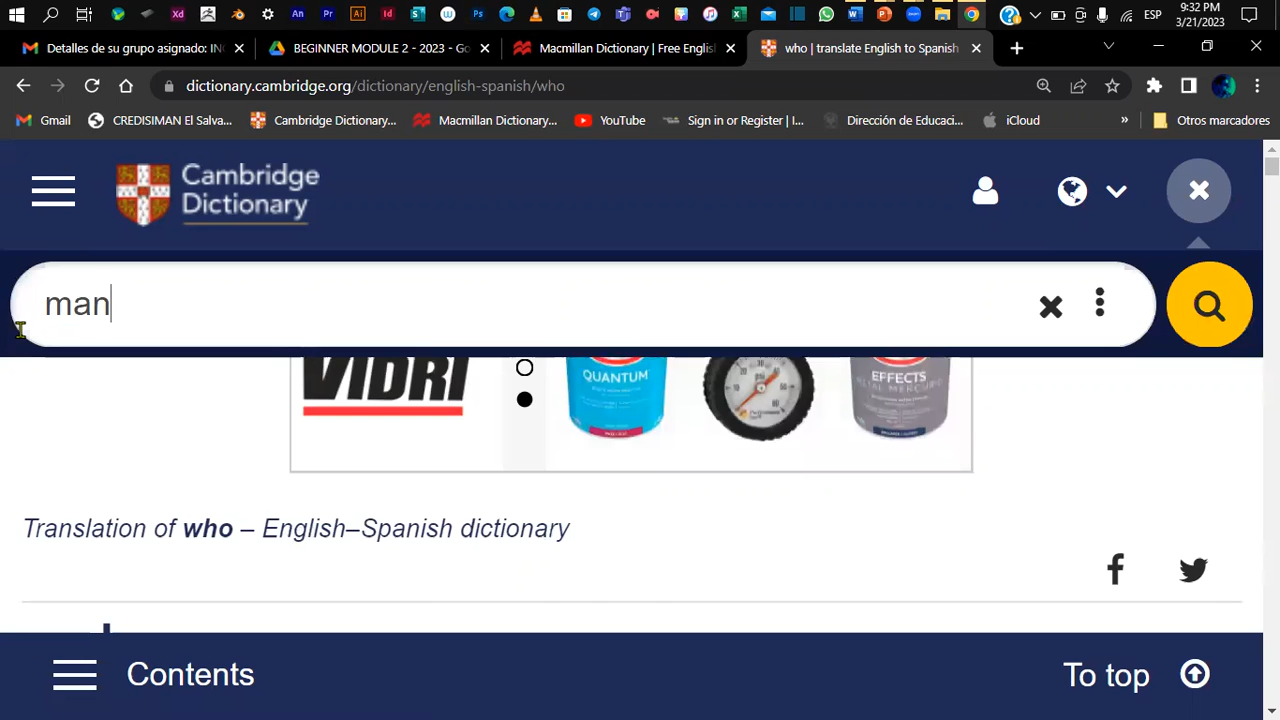 9:32 PM
ESP
3/21/2023
Detalles de su grupo asignado: IN
BEGINNER MODULE 2 - 2023 - Go
Macmillan Dictionary | Free Englis
who | translate English to Spanish
dictionary.cambridge.org/dictionary/english-spanish/who
Gmail
CREDISIMAN El Salva...
Cambridge Dictionary...
Macmillan Dictionary...
YouTube
Sign in or Register | I...
Dirección de Educaci...
iCloud
»
Otros marcadores
Cambridge
Dictionary
man
VIDRI
QUANTUM
EFFECTS
Translation of who – English–Spanish dictionary
Contents
To top